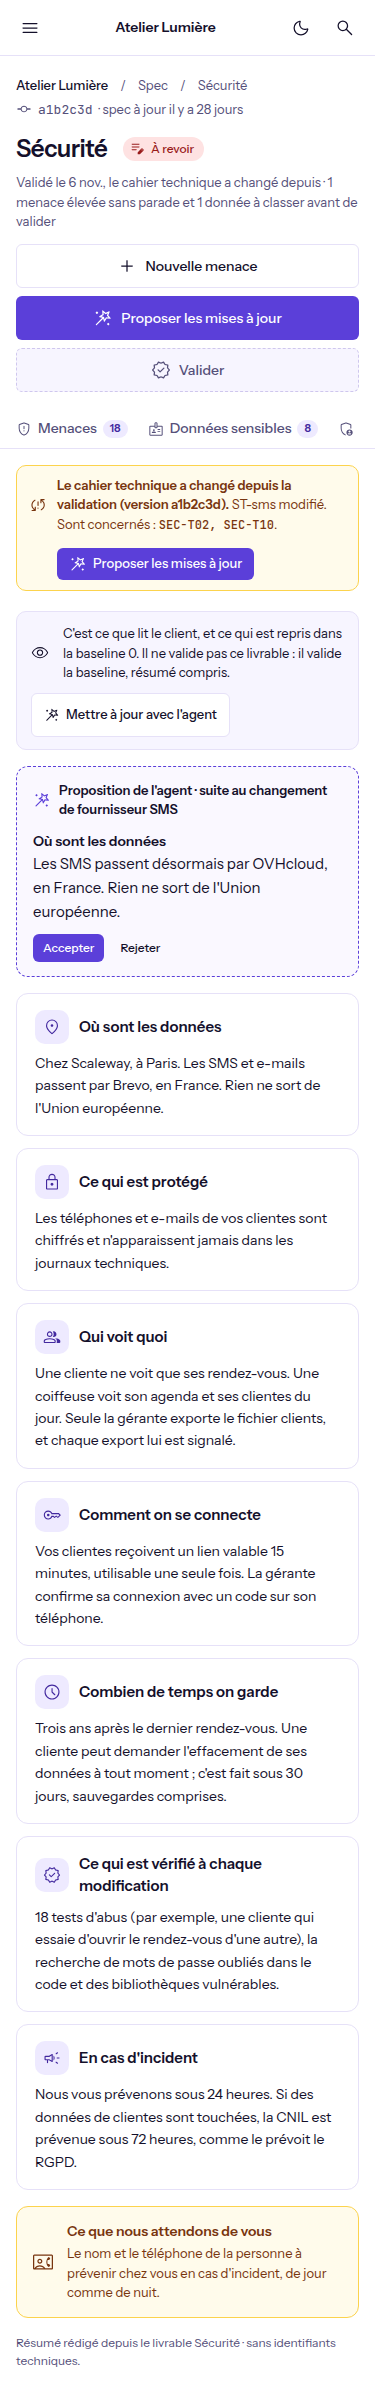 Atelier Lumière
Atelier Lumière / Spec / Sécurité
a1b2c3d · spec à jour il y a 28 jours
Sécurité À revoir
Validé le 6 nov., le cahier technique a changé depuis · 1
menace élevée sans parade et 1 donnée à classer avant de
valider
Nouvelle menace
Proposer les mises à jour
Valider
Menaces 18 Données sensibles 8
Le cahier technique a changé depuis la
validation (version a1b2c3d). ST-sms modifié.
Sont concernés : SEC-T02, SEC-T10.
Proposer les mises à jour
C'est ce que lit le client, et ce qui est repris dans
la baseline 0. Il ne valide pas ce livrable : il valide
la baseline, résumé compris.
Mettre à jour avec l'agent
Proposition de l'agent · suite au changement
de fournisseur SMS
Où sont les données
Les SMS passent désormais par OVHcloud,
en France. Rien ne sort de l'Union
européenne.
Accepter Rejeter
Où sont les données
Chez Scaleway, à Paris. Les SMS et e-mails
passent par Brevo, en France. Rien ne sort de
l'Union européenne.
Ce qui est protégé
Les téléphones et e-mails de vos clientes sont
chiffrés et n'apparaissent jamais dans les
journaux techniques.
Qui voit quoi
Une cliente ne voit que ses rendez-vous. Une
coiffeuse voit son agenda et ses clientes du
jour. Seule la gérante exporte le fichier clients,
et chaque export lui est signalé.
Comment on se connecte
Vos clientes reçoivent un lien valable 15
minutes, utilisable une seule fois. La gérante
confirme sa connexion avec un code sur son
téléphone.
Combien de temps on garde
Trois ans après le dernier rendez-vous. Une
cliente peut demander l'effacement de ses
données à tout moment ; c'est fait sous 30
jours, sauvegardes comprises.
Ce qui est vérifié à chaque
modification
18 tests d'abus (par exemple, une cliente qui
essaie d'ouvrir le rendez-vous d'une autre), la
recherche de mots de passe oubliés dans le
code et des bibliothèques vulnérables.
En cas d'incident
Nous vous prévenons sous 24 heures. Si des
données de clientes sont touchées, la CNIL est
prévenue sous 72 heures, comme le prévoit le
RGPD.
Ce que nous attendons de vous
Le nom et le téléphone de la personne à
prévenir chez vous en cas d'incident, de jour
comme de nuit.
Résumé rédigé depuis le livrable Sécurité · sans identifiants
techniques.